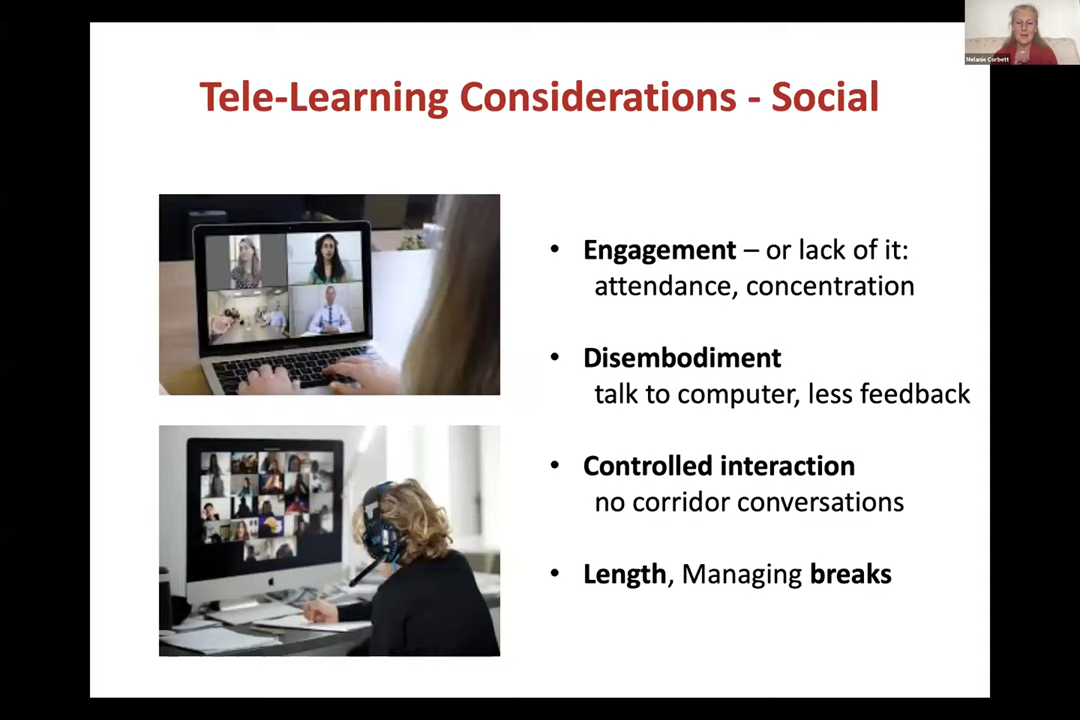 Melanie Corbett
Tele-Learning Considerations - Social
• Engagement – or lack of it:
attendance, concentration
• Disembodiment
talk to computer, less feedback
• Controlled interaction
no corridor conversations
• Length, Managing breaks